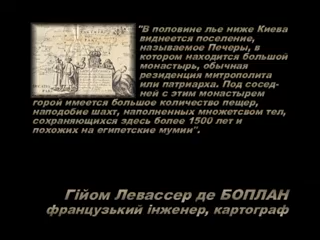 "В половине лье ниже Киева
виднеется поселение,
называемое Печеры, в
котором находится большой
монастырь, обычная
резиденция митрополита
или патриарха. Под сосед-
ней с этим монастырем
горой имеется большое количество пещер,
наподобие шахт, наполненных множетсвом тел,
сохраняющихся здесь более 1500 лет и
похожих на египетские мумии".
Гійом Левассер де БОПЛАН
французький інженер, картограф